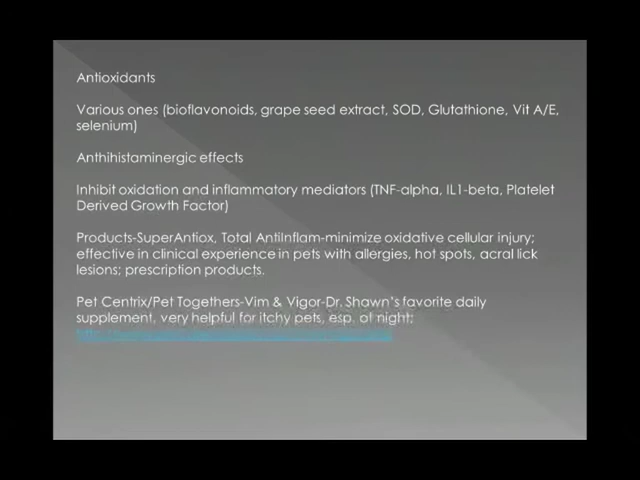 Antioxidants
Various ones (bioflavonoids, grape seed extract, SOD, Glutathione, Vit A/E,
selenium)
Anthihistaminergic effects
Inhibit oxidation and inflammatory mediators (TNF-alpha, IL1-beta, Platelet
Derived Growth Factor)
Products-SuperAntiox, Total AntiInflam-minimize oxidative cellular injury;
effective in clinical experience in pets with allergies, hot spots, acral lick
lesions; prescription products.
Pet Centrix/Pet Togethers-Vim & Vigor-Dr. Shawn's favorite daily
supplement, very helpful for itchy pets, esp. at night: